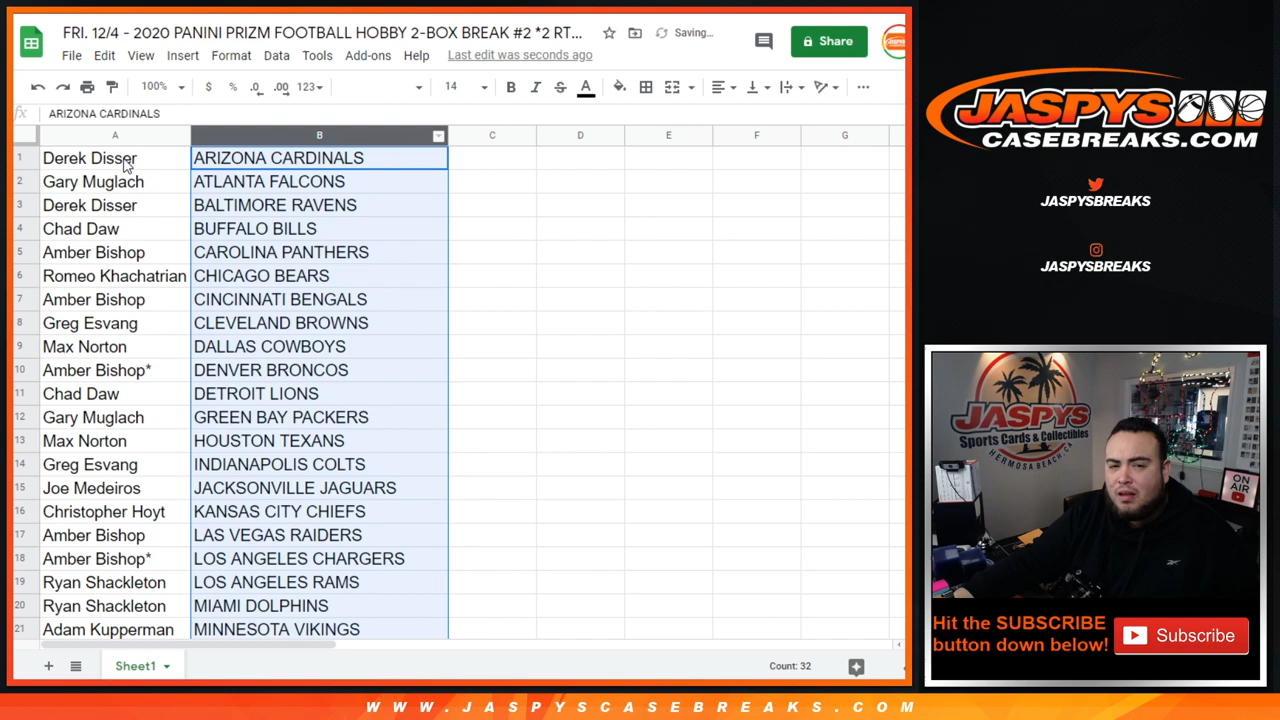 FRI. 12/4 - 2020 PANINI PRIZM FOOTBALL HOBBY 2-BOX BREAK #2 *2 RT... Saving...
File Edit View Insert Format Data Tools Add-ons Help Last edit was seconds ago
Share
100% $ % .0 .00 123 14 B I S A
fx ARIZONA CARDINALS
A B C D E F G
1 Derek Disser ARIZONA CARDINALS
2 Gary Muglach ATLANTA FALCONS
3 Derek Disser BALTIMORE RAVENS
4 Chad Daw BUFFALO BILLS
5 Amber Bishop CAROLINA PANTHERS
6 Romeo Khachatrian CHICAGO BEARS
7 Amber Bishop CINCINNATI BENGALS
8 Greg Esvang CLEVELAND BROWNS
9 Max Norton DALLAS COWBOYS
10 Amber Bishop* DENVER BRONCOS
11 Chad Daw DETROIT LIONS
12 Gary Muglach GREEN BAY PACKERS
13 Max Norton HOUSTON TEXANS
14 Greg Esvang INDIANAPOLIS COLTS
15 Joe Medeiros JACKSONVILLE JAGUARS
16 Christopher Hoyt KANSAS CITY CHIEFS
17 Amber Bishop LAS VEGAS RAIDERS
18 Amber Bishop* LOS ANGELES CHARGERS
19 Ryan Shackleton LOS ANGELES RAMS
20 Ryan Shackleton MIAMI DOLPHINS
21 Adam Kupperman MINNESOTA VIKINGS
Sheet1
Count: 32
JASPYS
CASEBREAKS.COM
JASPYSBREAKS
JASPYSBREAKS
JASPYS
Sports Cards & Collectibles
HERMOSA BEACH, CA
ON
AIR
Hit the SUBSCRIBE
button down below!
Subscribe
WWW.JASPYSCASEBREAKS.COM